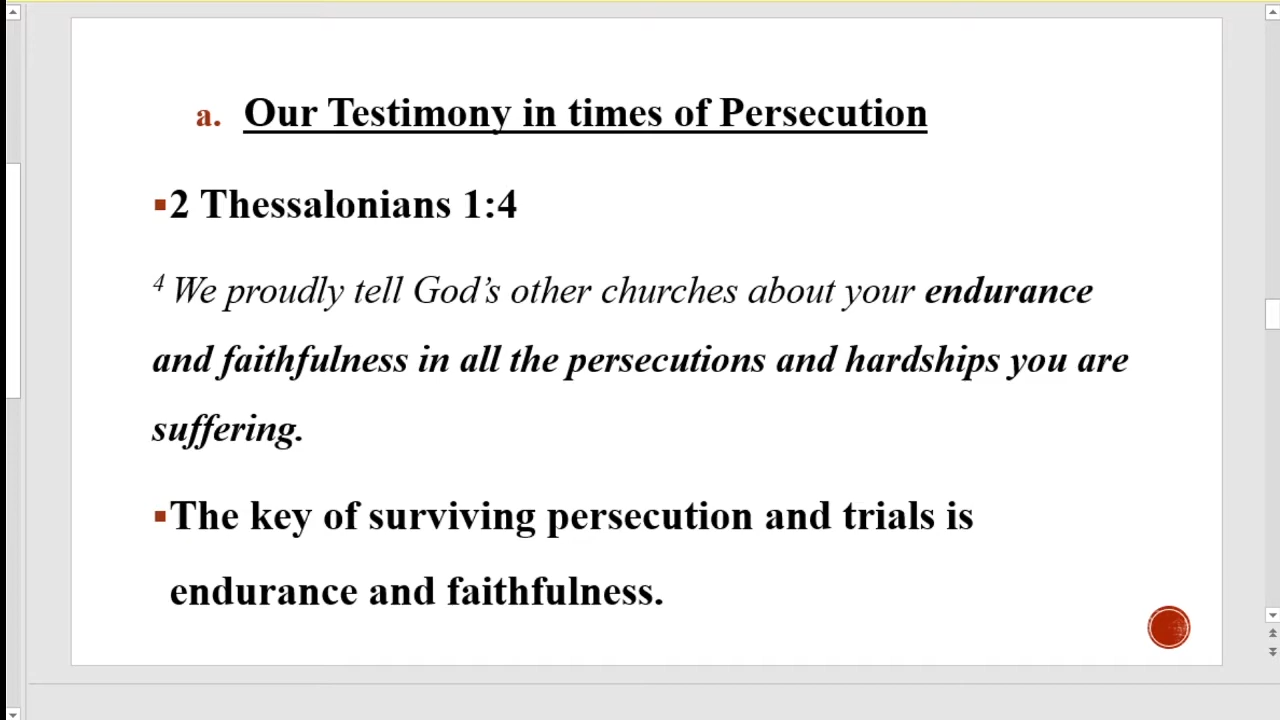 a. Our Testimony in times of Persecution
▪2 Thessalonians 1:4
4 We proudly tell God’s other churches about your endurance
and faithfulness in all the persecutions and hardships you are
suffering.
▪The key of surviving persecution and trials is
endurance and faithfulness.